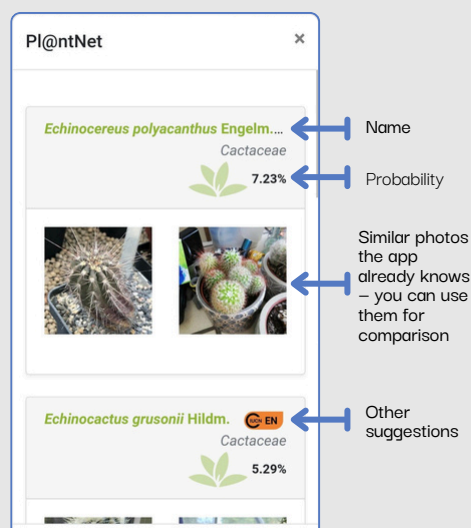 Pl@ntNet ×
Echinocereus polyacanthus Engelm.... Name
Cactaceae
7.23% Probability
Similar photos
the app
already knows
– you can use
them for
comparison
Echinocactus grusonii Hildm. IUCN EN Other
suggestions
Cactaceae
5.29%